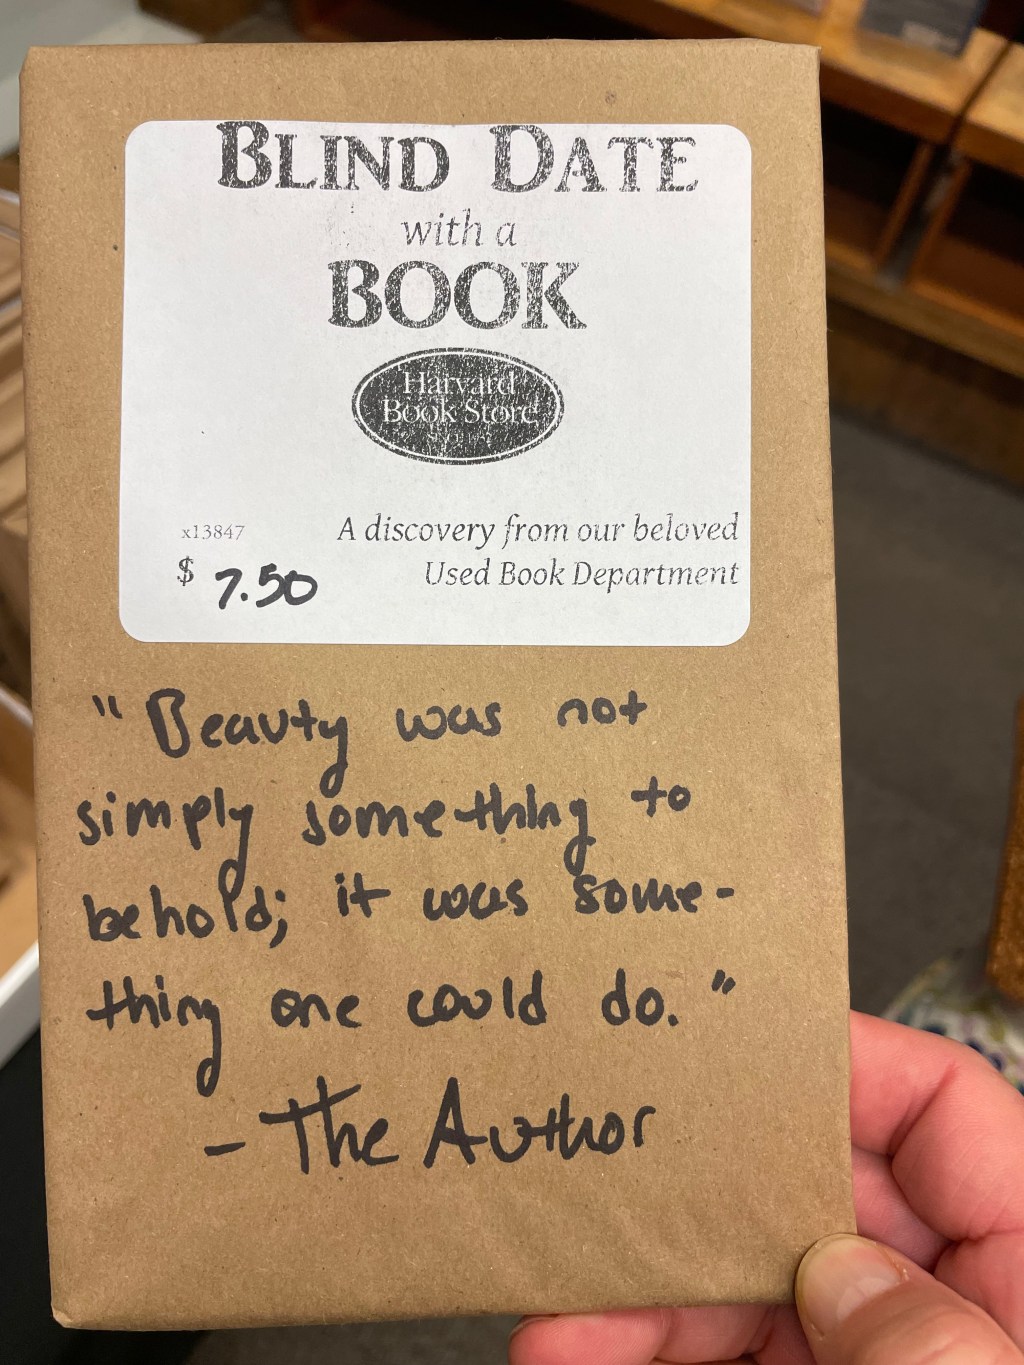 BLIND DATE
with a
BOOK
Harvard
Book Store
x13847
$ 7.50
A discovery from our beloved
Used Book Department
"Beauty was not
simply something to
behold; it was some-
thing one could do."
- The Author